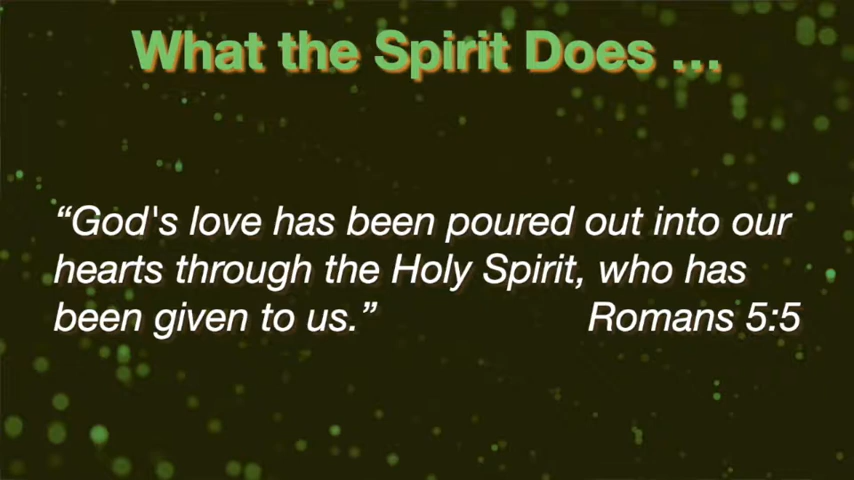 What the Spirit Does ...
“God's love has been poured out into our
hearts through the Holy Spirit, who has
been given to us.” Romans 5:5